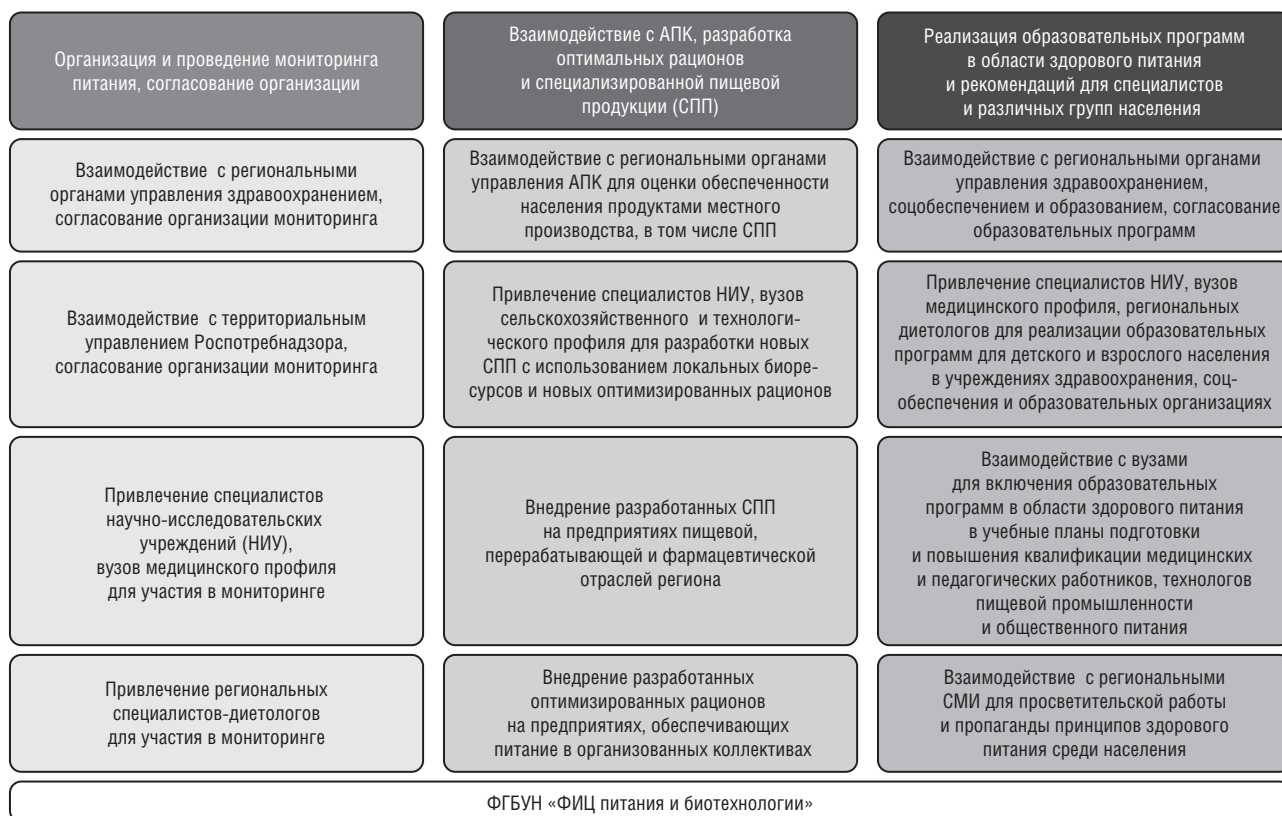 Организация и проведение мониторинга
питания, согласование организации
Взаимодействие с АПК, разработка
оптимальных рационов
и специализированной пищевой
продукции (СПП)
Реализация образовательных программ
в области здорового питания
и рекомендаций для специалистов
и различных групп населения
Взаимодействие с региональными
органами управления здравоохранением,
согласование организации мониторинга
Взаимодействие с региональными органами
управления АПК для оценки обеспеченности
населения продуктами местного
производства, в том числе СПП
Взаимодействие с региональными органами
управления здравоохранением,
соцобеспечением и образованием, согласование
образовательных программ
Взаимодействие с территориальным
управлением Роспотребнадзора,
согласование организации мониторинга
Привлечение специалистов НИУ, вузов
сельскохозяйственного и технологи-
ческого профиля для разработки новых
СПП с использованием локальных биоре-
сурсов и новых оптимизированных рационов
Привлечение специалистов НИУ, вузов
медицинского профиля, региональных
диетологов для реализации образовательных
программ для детского и взрослого населения
в учреждениях здравоохранения, соц-
обеспечения и образовательных организациях
Привлечение специалистов
научно-исследовательских
учреждений (НИУ),
вузов медицинского профиля
для участия в мониторинге
Внедрение разработанных СПП
на предприятиях пищевой,
перерабатывающей и фармацевтической
отраслей региона
Взаимодействие с вузами
для включения образовательных
программ в области здорового питания
в учебные планы подготовки
и повышения квалификации медицинских
и педагогических работников, технологов
пищевой промышленности
и общественного питания
Привлечение региональных
специалистов-диетологов
для участия в мониторинге
Внедрение разработанных
оптимизированных рационов
на предприятиях, обеспечивающих
питание в организованных коллективах
Взаимодействие с региональными
СМИ для просветительской работы
и пропаганды принципов здорового
питания среди населения
ФГБУН «ФИЦ питания и биотехнологии»